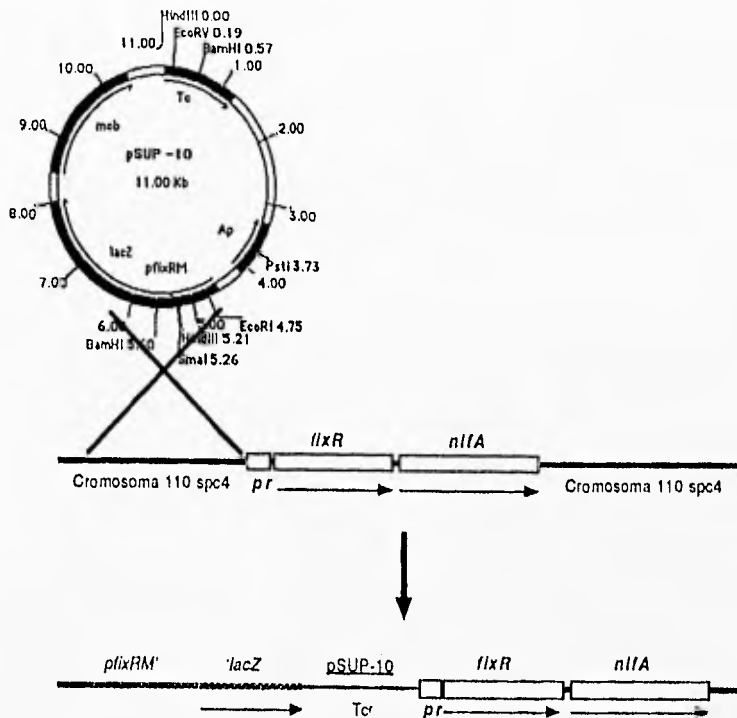 HindIII 0.00
11.00
EcoRV 0.19
BamHI 0.57
10.00
1.00
Tc
9.00
mob
2.00
pSUP-10
11.00 Kb
8.00
3.00
Ap
lacZ
pfixRM
PstI 3.73
7.00
4.00
6.00
5.00
EcoRI 4.75
BamHI
HindIII 5.21
SmaI 5.26
fixR
nifA
Cromosoma 110 spc4
pr
Cromosoma 110 spc4
pfixRM'
'lacZ
pSUP-10
fixR
nifA
Tcr
pr